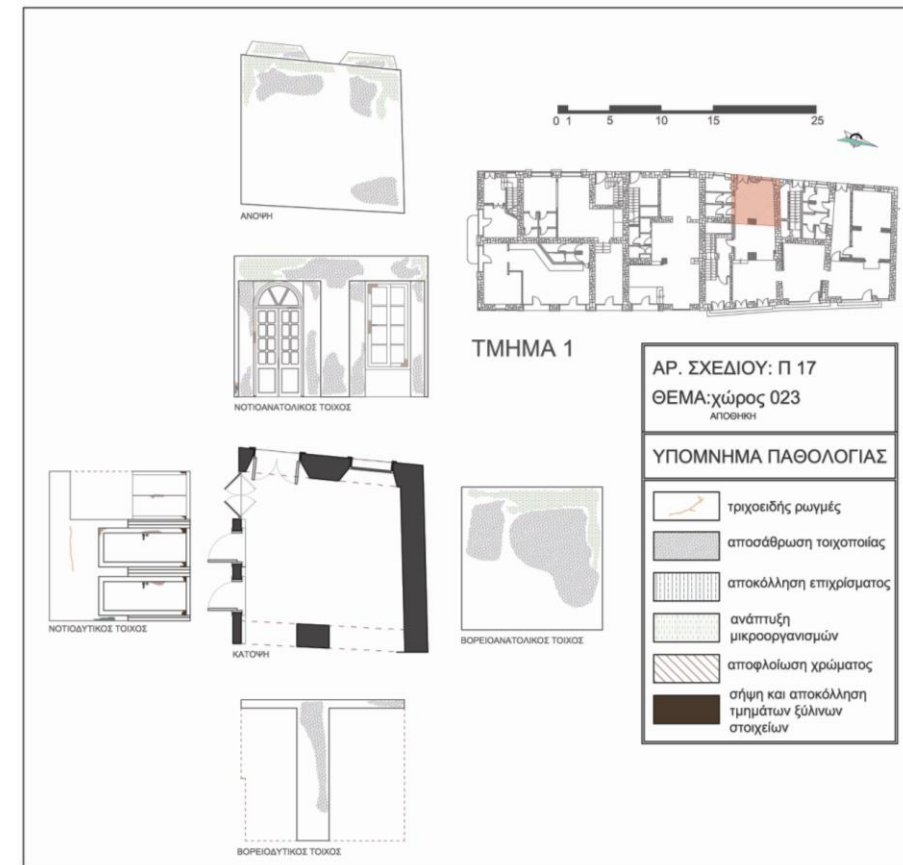 ΑΝΟΨΗ
0 1 5 10 15 25
ΝΟΤΙΟΑΝΑΤΟΛΙΚΟΣ ΤΟΙΧΟΣ
ΤΜΗΜΑ 1
ΝΟΤΙΟΔΥΤΙΚΟΣ ΤΟΙΧΟΣ
ΚΑΤΟΨΗ
ΒΟΡΕΙΟΑΝΑΤΟΛΙΚΟΣ ΤΟΙΧΟΣ
ΒΟΡΕΙΟΔΥΤΙΚΟΣ ΤΟΙΧΟΣ
ΑΡ. ΣΧΕΔΙΟΥ: Π 17
ΘΕΜΑ:χώρος 023
ΑΠΟΘΗΚΗ
ΥΠΟΜΝΗΜΑ ΠΑΘΟΛΟΓΙΑΣ
τριχοειδής ρωγμές
αποσάθρωση τοιχοποιίας
αποκόλληση επιχρίσματος
ανάπτυξη
μικροοργανισμών
αποφλοίωση χρώματος
σήψη και αποκόλληση
τμημάτων ξύλινων
στοιχείων